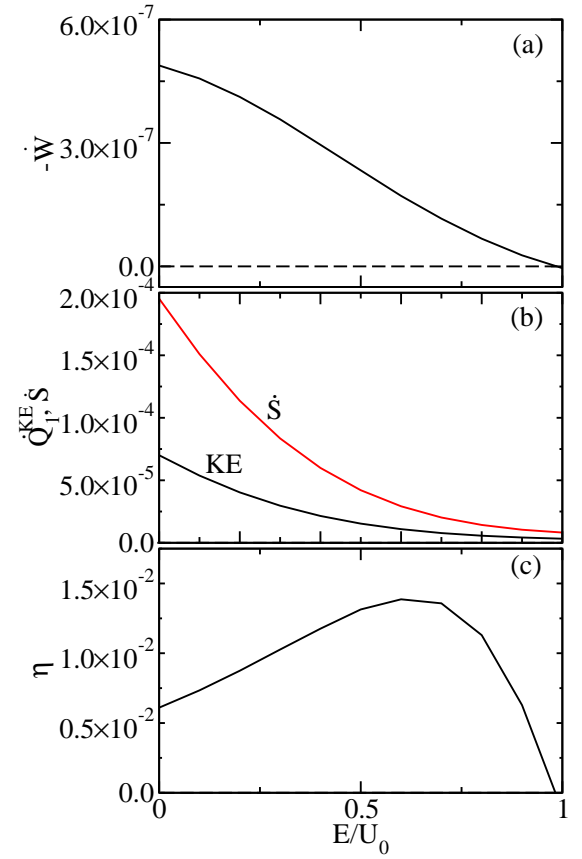 6.0×10⁻⁷
(a)
-Ẇ
3.0×10⁻⁷
0.0
2.0×10⁻⁴
(b)
1.5×10⁻⁴
Q̇₁ᴷᴱ, Ṡ
Ṡ
1.0×10⁻⁴
KE
5.0×10⁻⁵
0.0
(c)
1.5×10⁻²
η
1.0×10⁻²
0.5×10⁻²
0.0
0 0.5 1
E/U₀